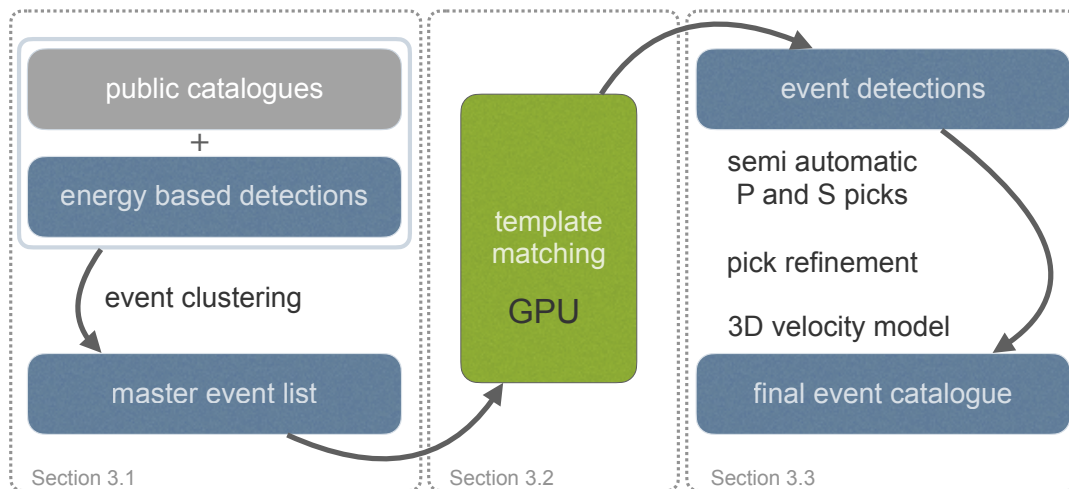 public catalogues
+
energy based detections
event clustering
master event list
Section 3.1
template
matching
GPU
Section 3.2
event detections
semi automatic
P and S picks
pick refinement
3D velocity model
final event catalogue
Section 3.3